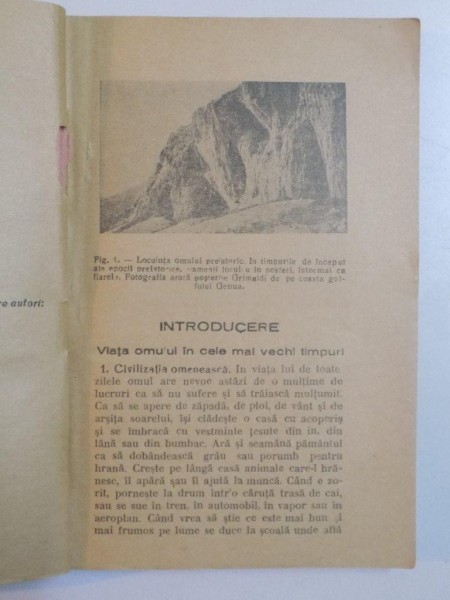 re autori:
Fig. 1. — Locuința omului preistoric. In timpurile de început
ale epocii preistorice, oamenii locuiau în peșteri, întocmai ca
fiarele. Fotografia arată peșterile Grimaldi de pe coasta gol-
fului Genua.
INTRODUCERE
Viața omului în cele mai vechi timpuri
1. Civilizația omenească. In viața lui de toate
zilele omul are nevoe astăzi de o mulțime de
lucruri ca să nu sufere și să trăiască mulțumit.
Ca să se apere de zăpadă, de ploi, de vânt și de
arșița soarelui, își clădește o casă cu acoperiș
și se îmbracă cu vestminte țesute din in, din
lână sau din bumbac. Ară și seamănă pământul
ca să dobândească grâu sau porumb pentru
hrană. Crește pe lângă casă animale care-l hră-
nesc, îl apără sau îl ajută la muncă. Când e zo-
rit, pornește la drum într'o căruță trasă de cai,
sau se sue în tren, în automobil, în vapor sau în
aeroplan. Când vrea să știe ce este mai bun și
mai frumos pe lume se duce la școală unde află